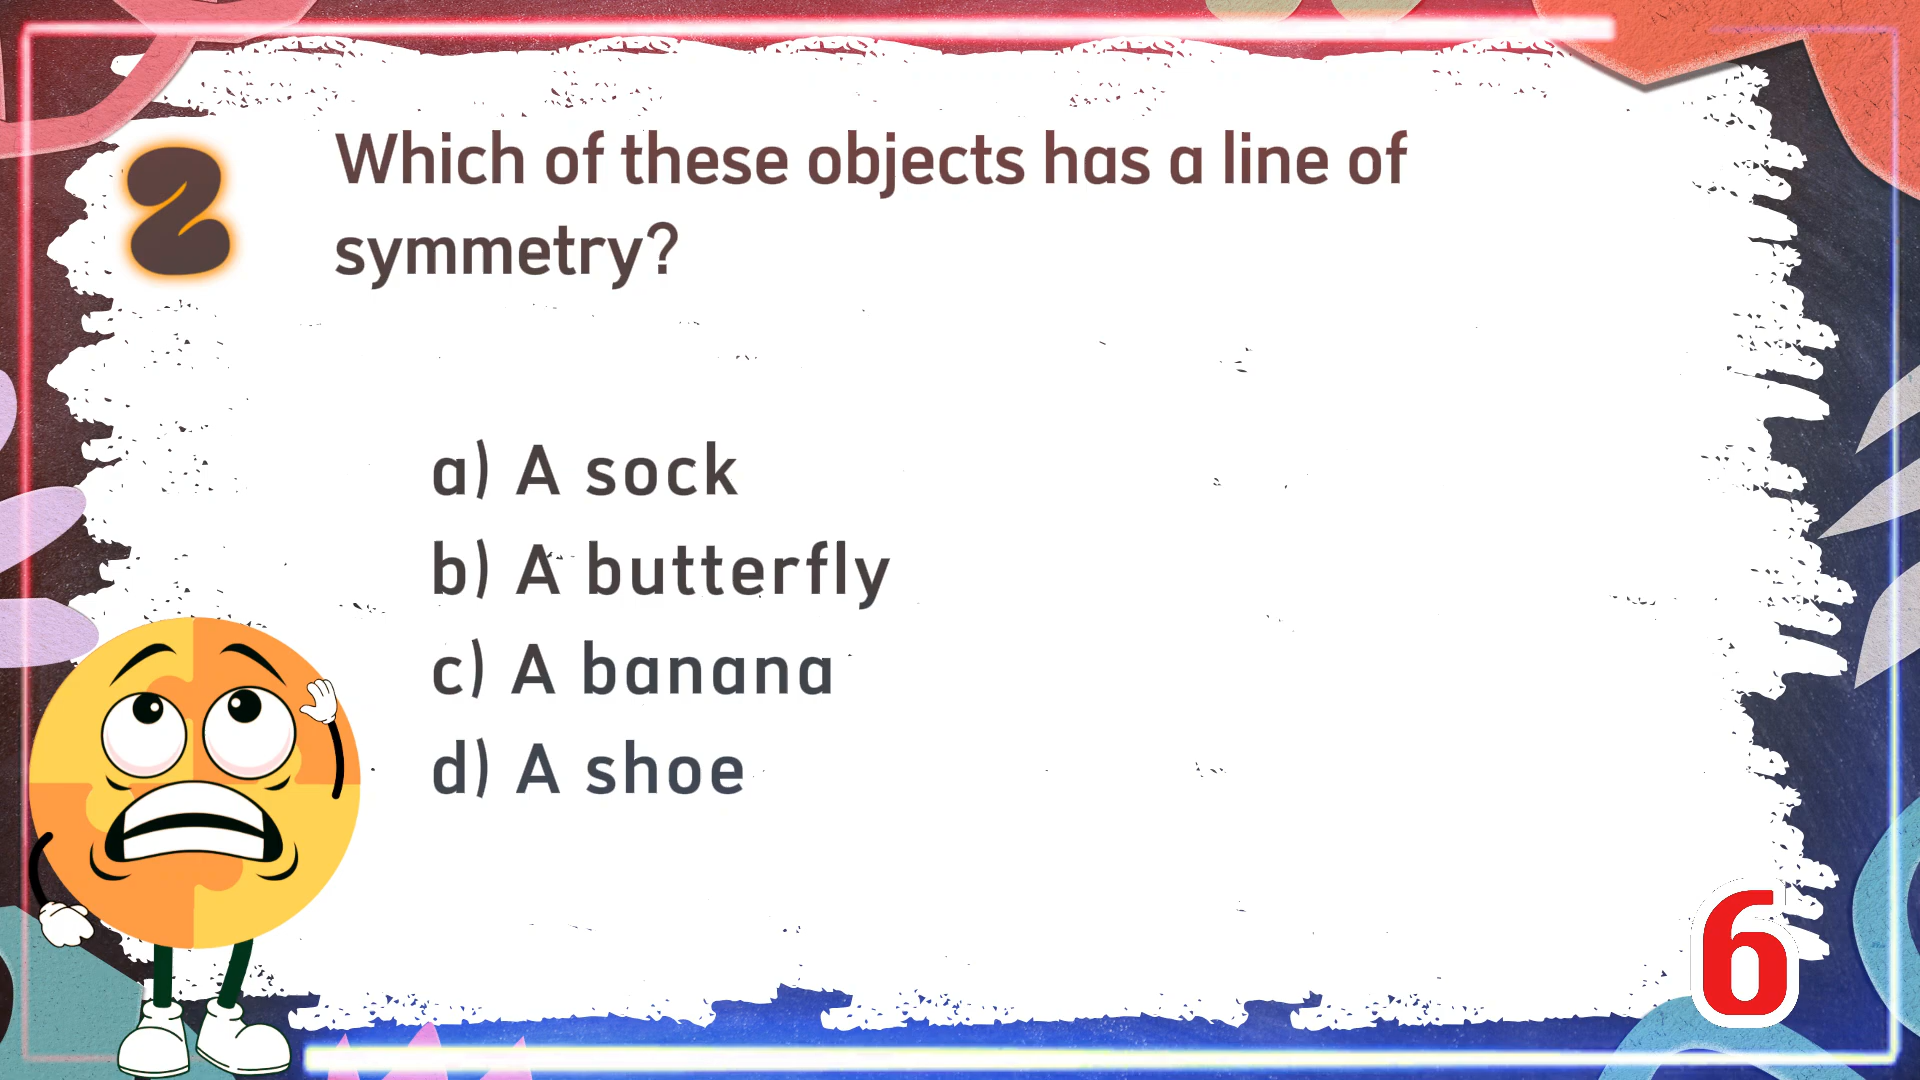 2
Which of these objects has a line of
symmetry?
a) A sock
b) A butterfly
c) A banana
d) A shoe
6